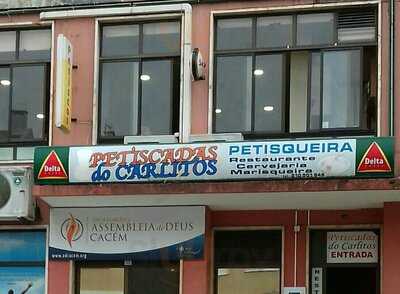 PETISCADAS
do CARLITOS
PETISQUEIRA
Restaurante
Cervejaria
Marisqueira
Delta
Delta
ASSEMBLEIA de DEUS
CACÉM
Petiscadas
do Carlitos
ENTRADA